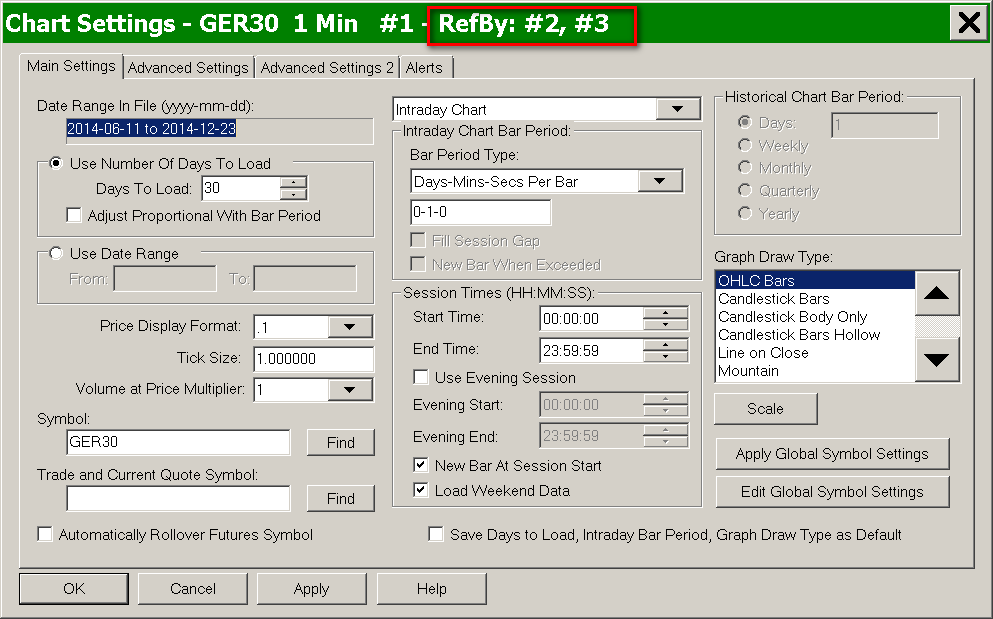 Chart Settings - GER30 1 Min #1 - RefBy: #2, #3
Main Settings
Advanced Settings
Advanced Settings 2
Alerts
Date Range In File (yyyy-mm-dd):
2014-06-11 to 2014-12-23
Use Number Of Days To Load
Days To Load: 30
Adjust Proportional With Bar Period
Use Date Range
From: To:
Price Display Format: .1
Tick Size: 1.000000
Volume at Price Multiplier: 1
Symbol:
GER30 Find
Trade and Current Quote Symbol:
Find
Automatically Rollover Futures Symbol
Intraday Chart
Intraday Chart Bar Period:
Bar Period Type:
Days-Mins-Secs Per Bar
0-1-0
Fill Session Gap
New Bar When Exceeded
Session Times (HH:MM:SS):
Start Time: 00:00:00
End Time: 23:59:59
Use Evening Session
Evening Start: 00:00:00
Evening End: 23:59:59
New Bar At Session Start
Load Weekend Data
Save Days to Load, Intraday Bar Period, Graph Draw Type as Default
Historical Chart Bar Period:
Days: 1
Weekly
Monthly
Quarterly
Yearly
Graph Draw Type:
OHLC Bars
Candlestick Bars
Candlestick Body Only
Candlestick Bars Hollow
Line on Close
Mountain
Scale
Apply Global Symbol Settings
Edit Global Symbol Settings
OK Cancel Apply Help